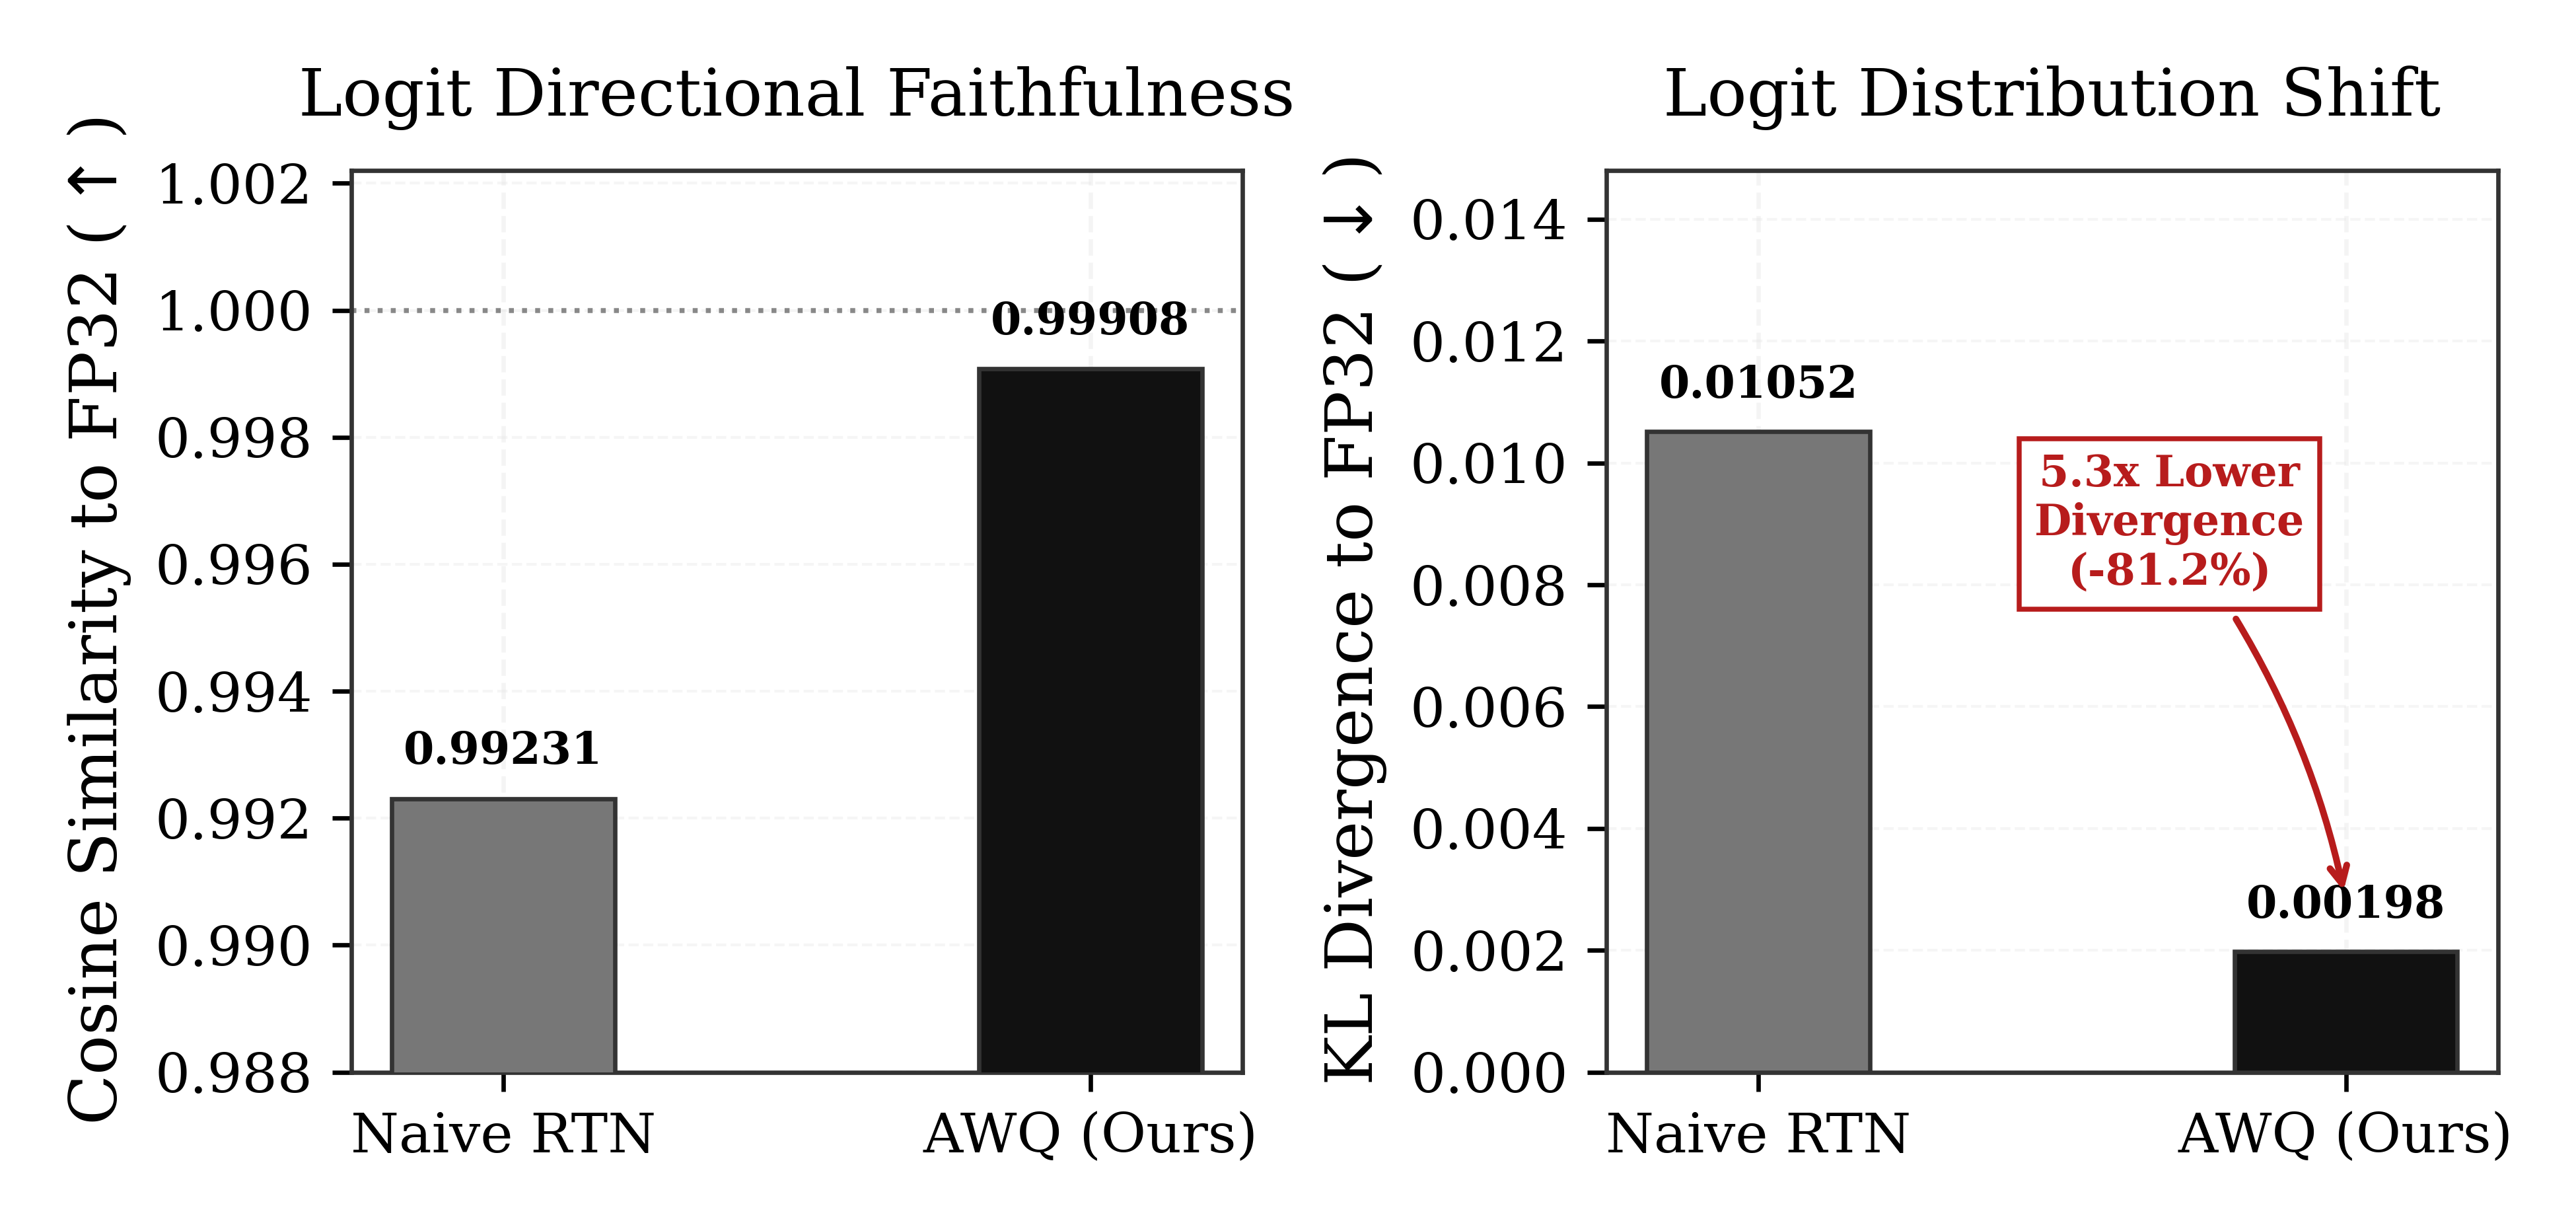 Logit Directional Faithfulness
Cosine Similarity to FP32 (↑)
1.002
1.000
0.998
0.996
0.994
0.992
0.990
0.988
0.99231
0.99908
Naive RTN
AWQ (Ours)
Logit Distribution Shift
KL Divergence to FP32 (↓)
0.014
0.012
0.010
0.008
0.006
0.004
0.002
0.000
0.01052
5.3x Lower
Divergence
(-81.2%)
0.00198
Naive RTN
AWQ (Ours)